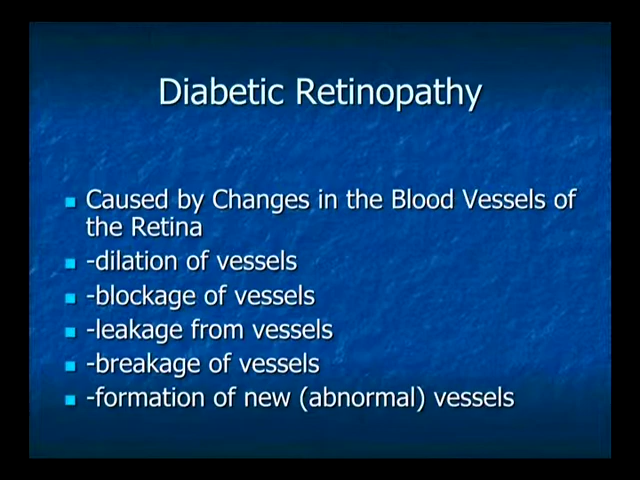 Diabetic Retinopathy
Caused by Changes in the Blood Vessels of
the Retina
-dilation of vessels
-blockage of vessels
-leakage from vessels
-breakage of vessels
-formation of new (abnormal) vessels